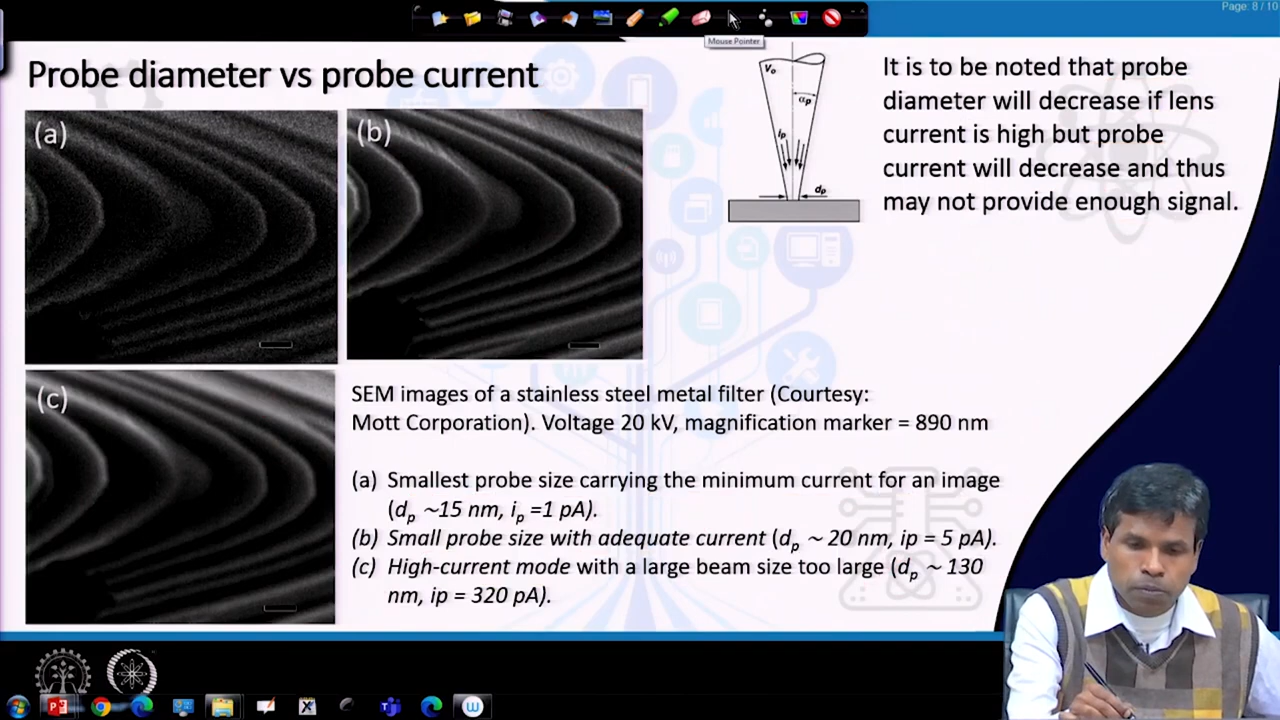 Page: 8 / 10
Mouse Pointer
Probe diameter vs probe current
(a)
(b)
(c)
V₀
αₚ
iₚ
dₚ
It is to be noted that probe
diameter will decrease if lens
current is high but probe
current will decrease and thus
may not provide enough signal.
SEM images of a stainless steel metal filter (Courtesy:
Mott Corporation). Voltage 20 kV, magnification marker = 890 nm
(a) Smallest probe size carrying the minimum current for an image
(dₚ ~15 nm, iₚ =1 pA).
(b) Small probe size with adequate current (dₚ ~ 20 nm, ip = 5 pA).
(c) High-current mode with a large beam size too large (dₚ ~ 130
nm, ip = 320 pA).